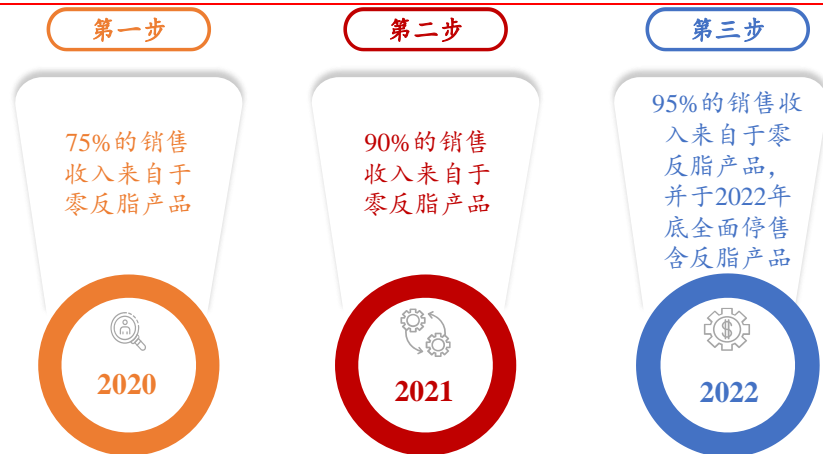 第一步
75%的销售
收入来自于
零反脂产品
2020
第二步
90%的销售
收入来自于
零反脂产品
2021
第三步
95%的销售收
入来自于零
反脂产品，
并于2022年
底全面停售
含反脂产品
2022